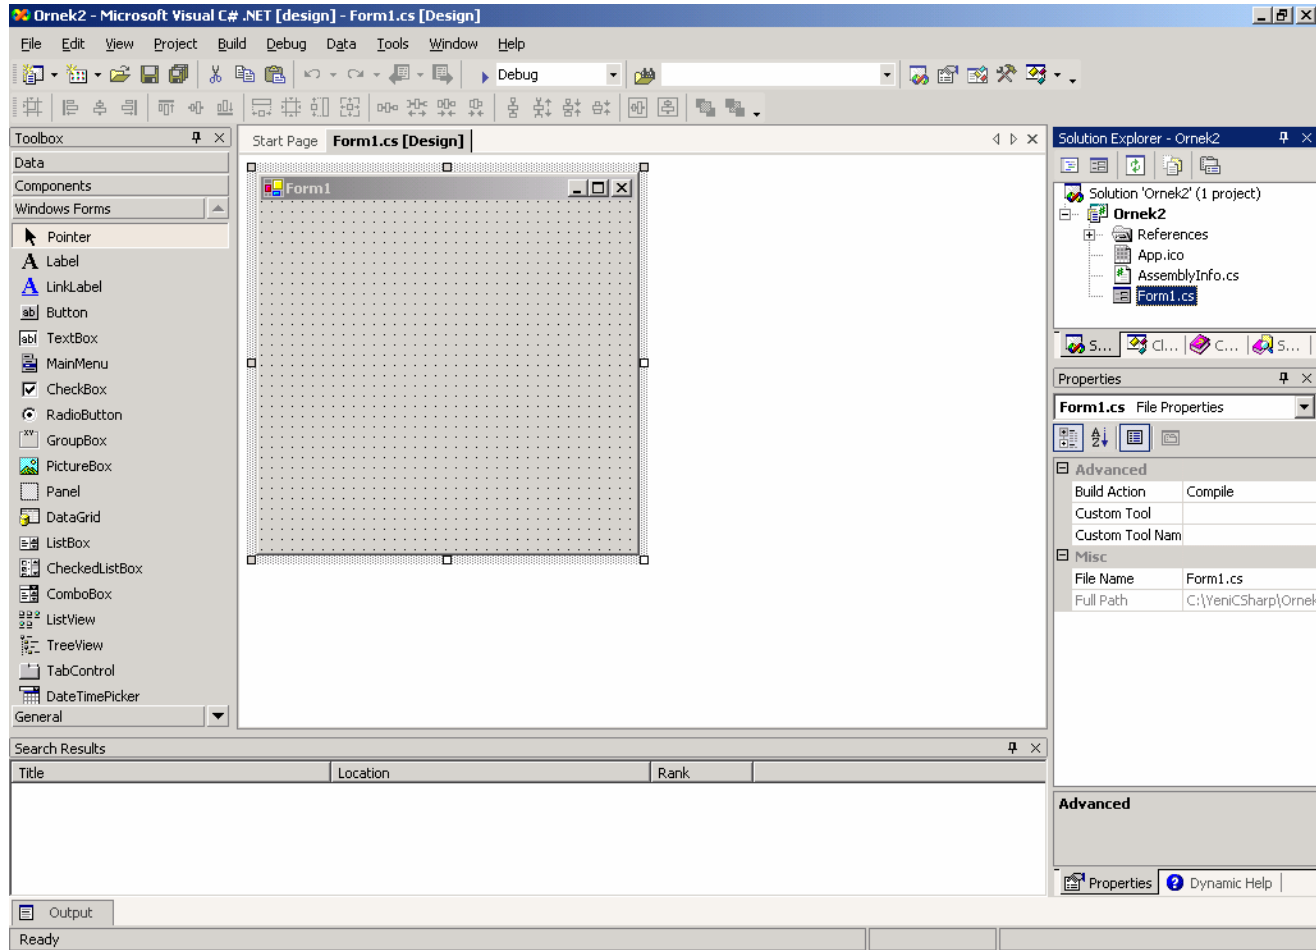 Ornek2 - Microsoft Visual C# .NET [design] - Form1.cs [Design]
File Edit View Project Build Debug Data Tools Window Help
Debug
Toolbox
Data
Components
Windows Forms
Pointer
Label
LinkLabel
Button
TextBox
MainMenu
CheckBox
RadioButton
GroupBox
PictureBox
Panel
DataGrid
ListBox
CheckedListBox
ComboBox
ListView
TreeView
TabControl
DateTimePicker
General
Start Page Form1.cs [Design]
Form1
Solution Explorer - Ornek2
Solution 'Ornek2' (1 project)
Ornek2
References
App.ico
AssemblyInfo.cs
Form1.cs
S... Cl... C... S...
Properties
Form1.cs File Properties
Advanced
Build Action Compile
Custom Tool
Custom Tool Nam
Misc
File Name Form1.cs
Full Path C:\YeniCSharp\Ornek
Advanced
Properties Dynamic Help
Search Results
Title Location Rank
Output
Ready